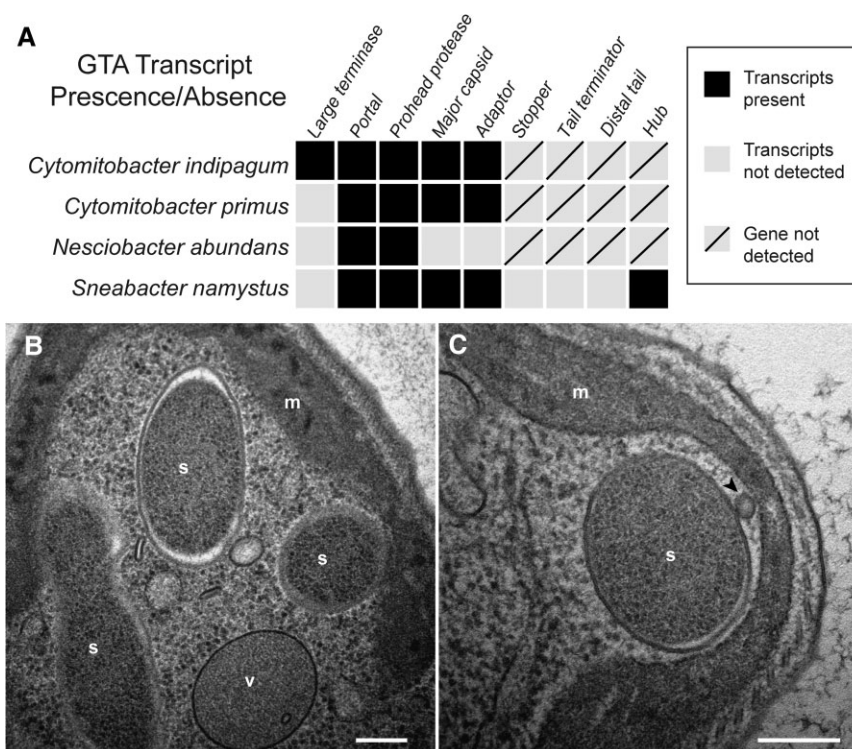 A
GTA Transcript
Prescence/Absence
Large terminase
Portal
Prohead protease
Major capsid
Adaptor
Stopper
Tail terminator
Distal tail
Hub
Cytomitobacter indipagum
Cytomitobacter primus
Nesciobacter abundans
Sneabacter namystus
Transcripts
present
Transcripts
not detected
Gene not
detected
B
m
s
s
s
v
C
m
s